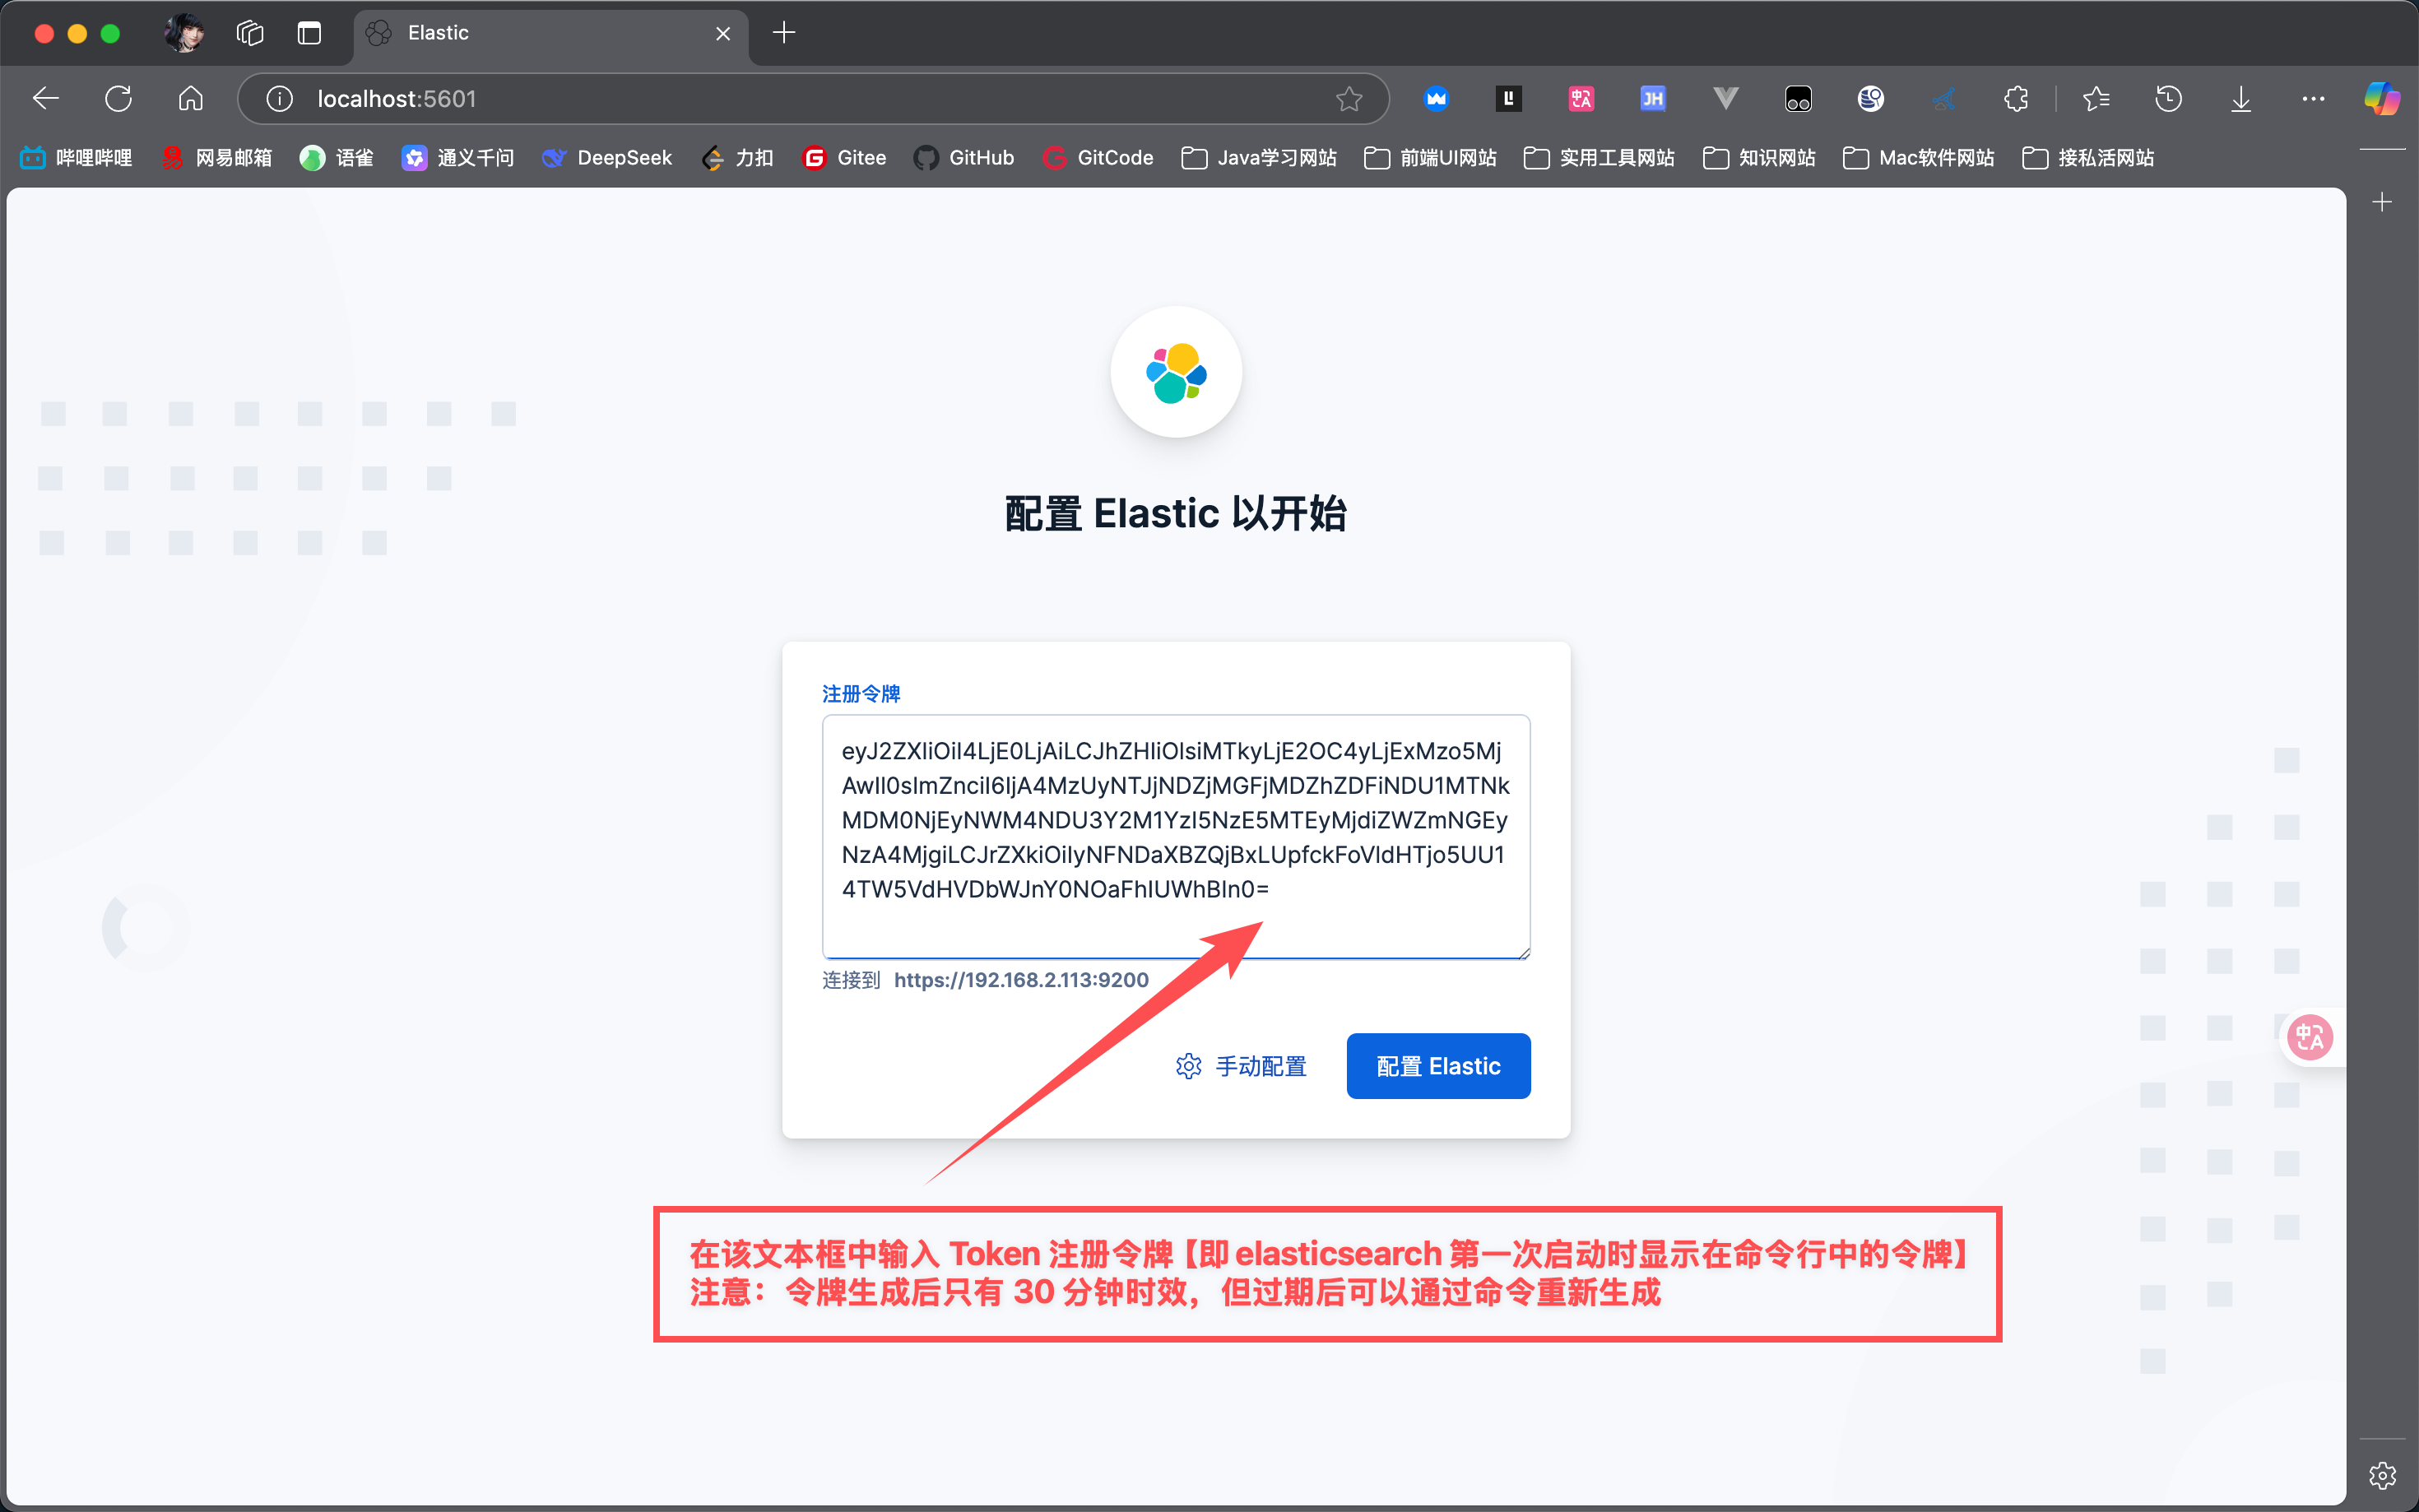 Elastic
localhost:5601
哔哩哔哩 网易邮箱 语雀 通义千问 DeepSeek 力扣 Gitee GitHub GitCode Java学习网站 前端UI网站 实用工具网站 知识网站 Mac软件网站 接私活网站
配置 Elastic 以开始
注册令牌
eyJ2ZXIiOiI4LjE0LjAiLCJhZHIiOlsiMTkyLjE2OC4yLjExMzo5Mj
AwIl0sImZnciI6IjA4MzUyNTJjNDZjMGFjMDZhZDFiNDU1MTNk
MDM0NjEyNWM4NDU3Y2M1YzI5NzE5MTEyMjdiZWZmNGEy
NzA4MjgiLCJrZXkiOiIyNFNDaXBZQjBxLUpfckFoVldHTjo5UU1
4TW5VdHVDbWJnY0NOaFhIUWhBIn0=
连接到 https://192.168.2.113:9200
手动配置 配置 Elastic
在该文本框中输入 Token 注册令牌【即 elasticsearch 第一次启动时显示在命令行中的令牌】
注意：令牌生成后只有 30 分钟时效，但过期后可以通过命令重新生成